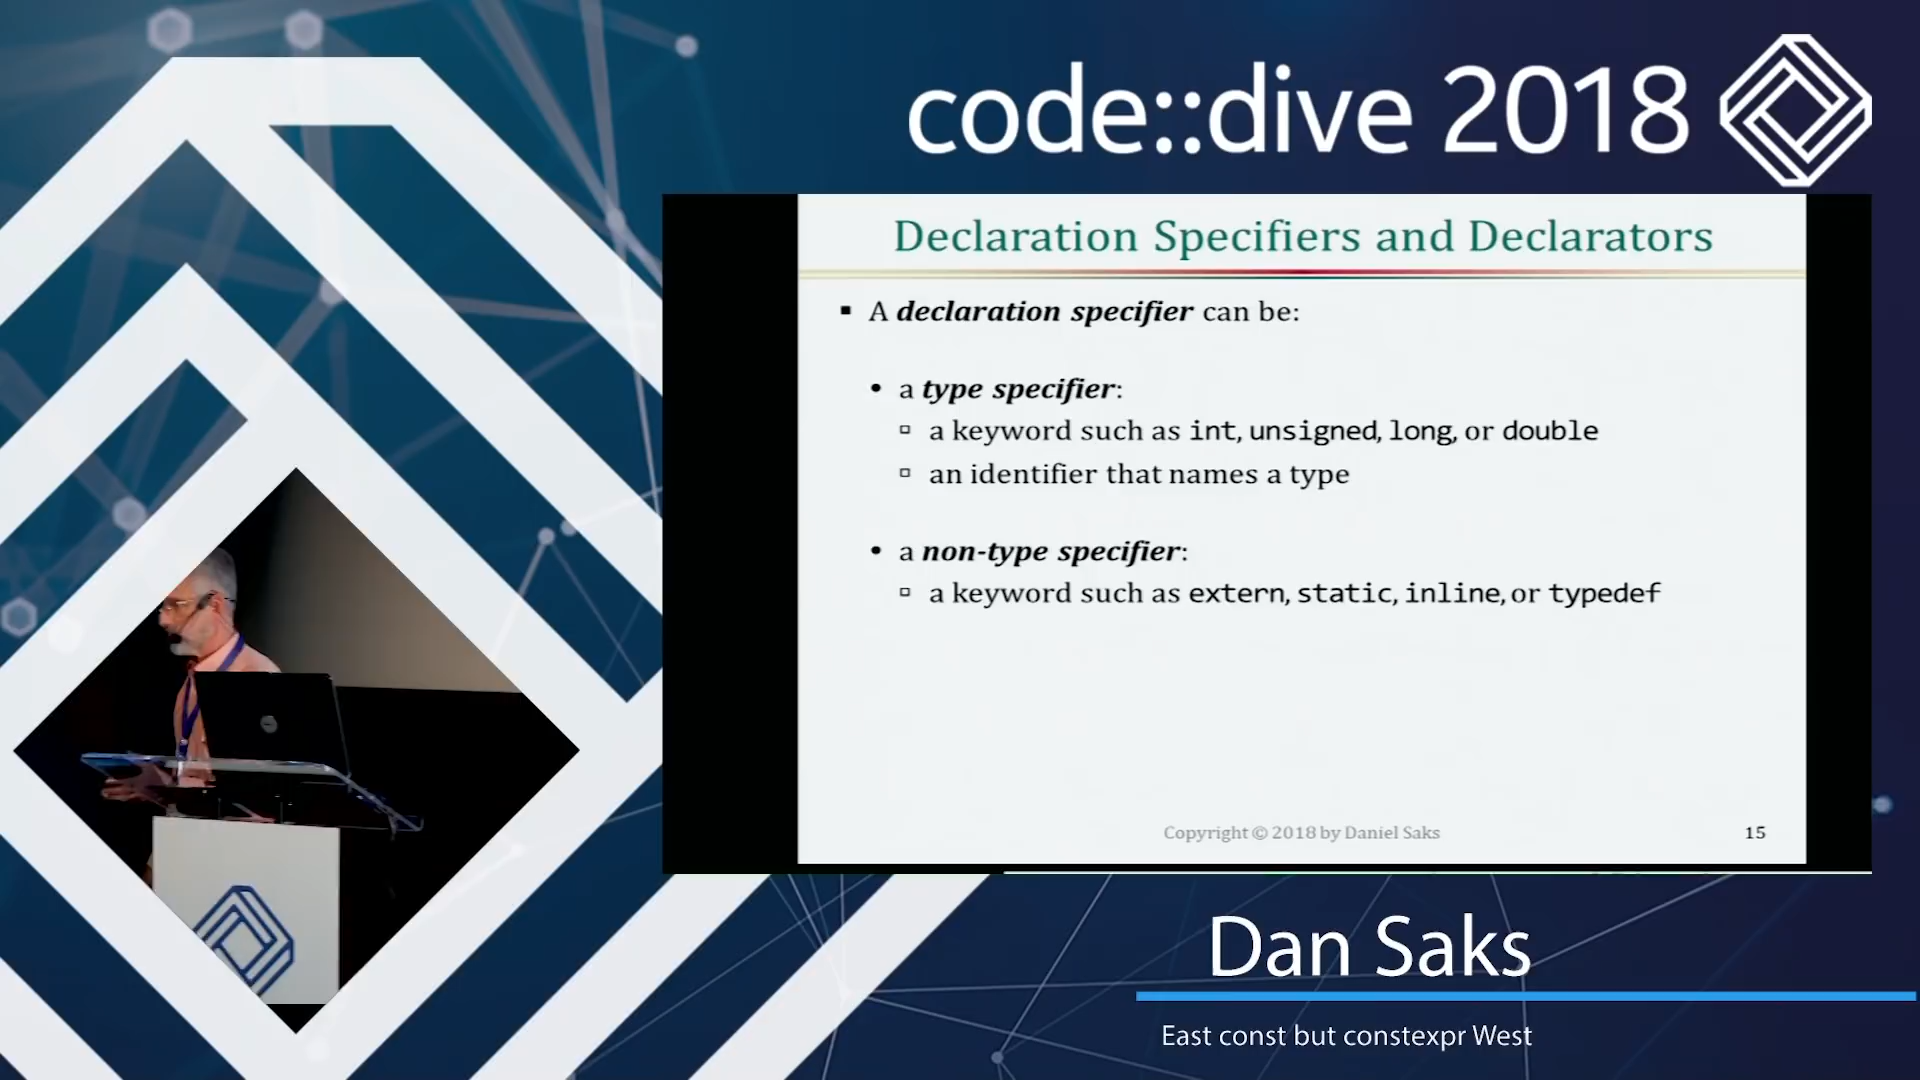 code::dive 2018
Declaration Specifiers and Declarators
▪ A declaration specifier can be:
• a type specifier:
▫ a keyword such as int, unsigned, long, or double
▫ an identifier that names a type
• a non-type specifier:
▫ a keyword such as extern, static, inline, or typedef
Copyright © 2018 by Daniel Saks
15
Dan Saks
East const but constexpr West